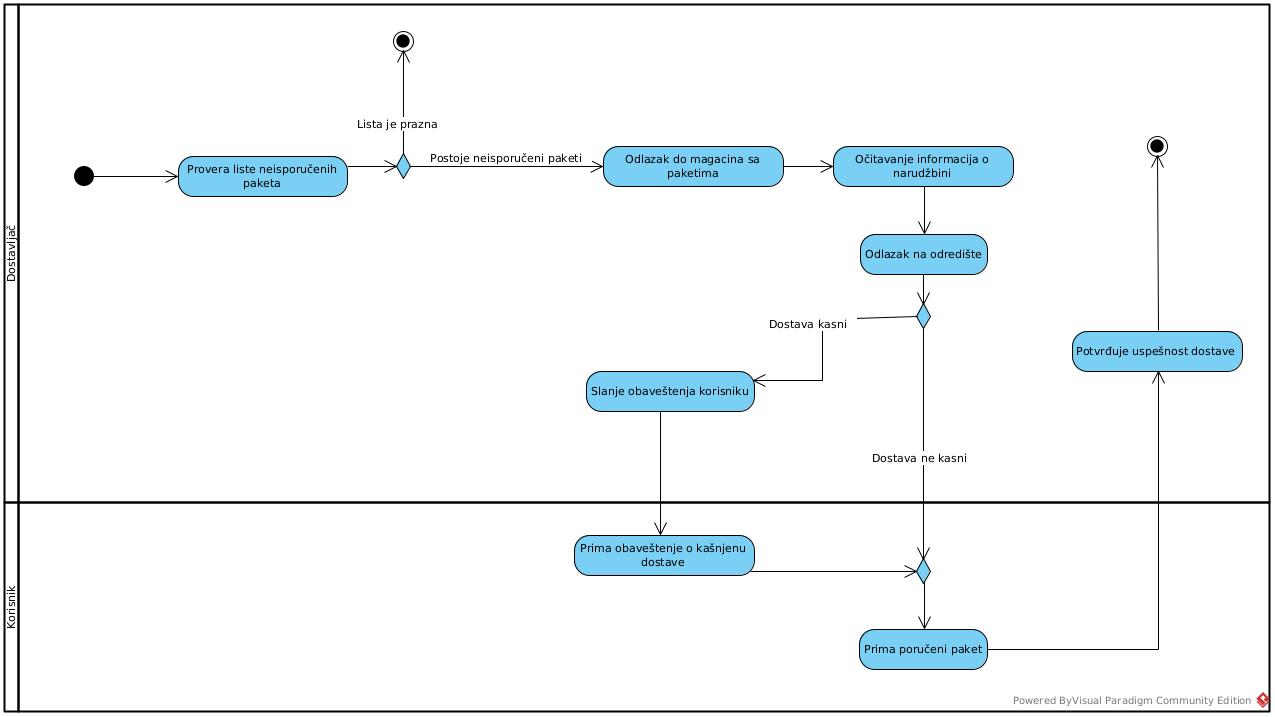 Dostavljač
Lista je prazna
Provera liste neisporučenih
paketa
Postoje neisporučeni paketi
Odlazak do magacina sa
paketima
Očitavanje informacija o
narudžbini
Odlazak na odredište
Dostava kasni
Slanje obaveštenja korisniku
Potvrđuje uspešnost dostave
Dostava ne kasni
Korisnik
Prima obaveštenje o kašnjenu
dostave
Prima poručeni paket
Powered ByVisual Paradigm Community Edition